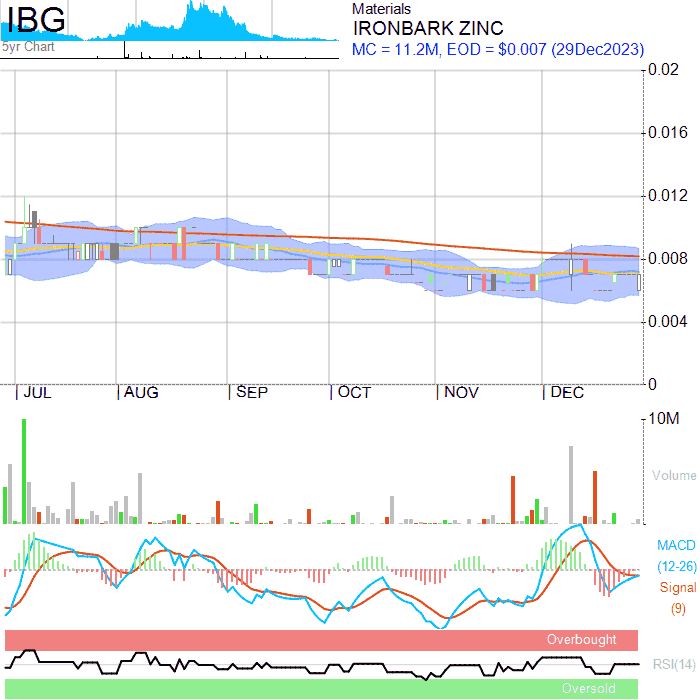 IBG
5yr Chart
Materials
IRONBARK ZINC
MC = 11.2M, EOD = $0.007 (29Dec2023)
0.02
0.016
0.012
0.008
0.004
0
JUL AUG SEP OCT NOV DEC
10M
Volume
MACD
(12-26)
Signal
(9)
Overbought
RSI(14)
Oversold